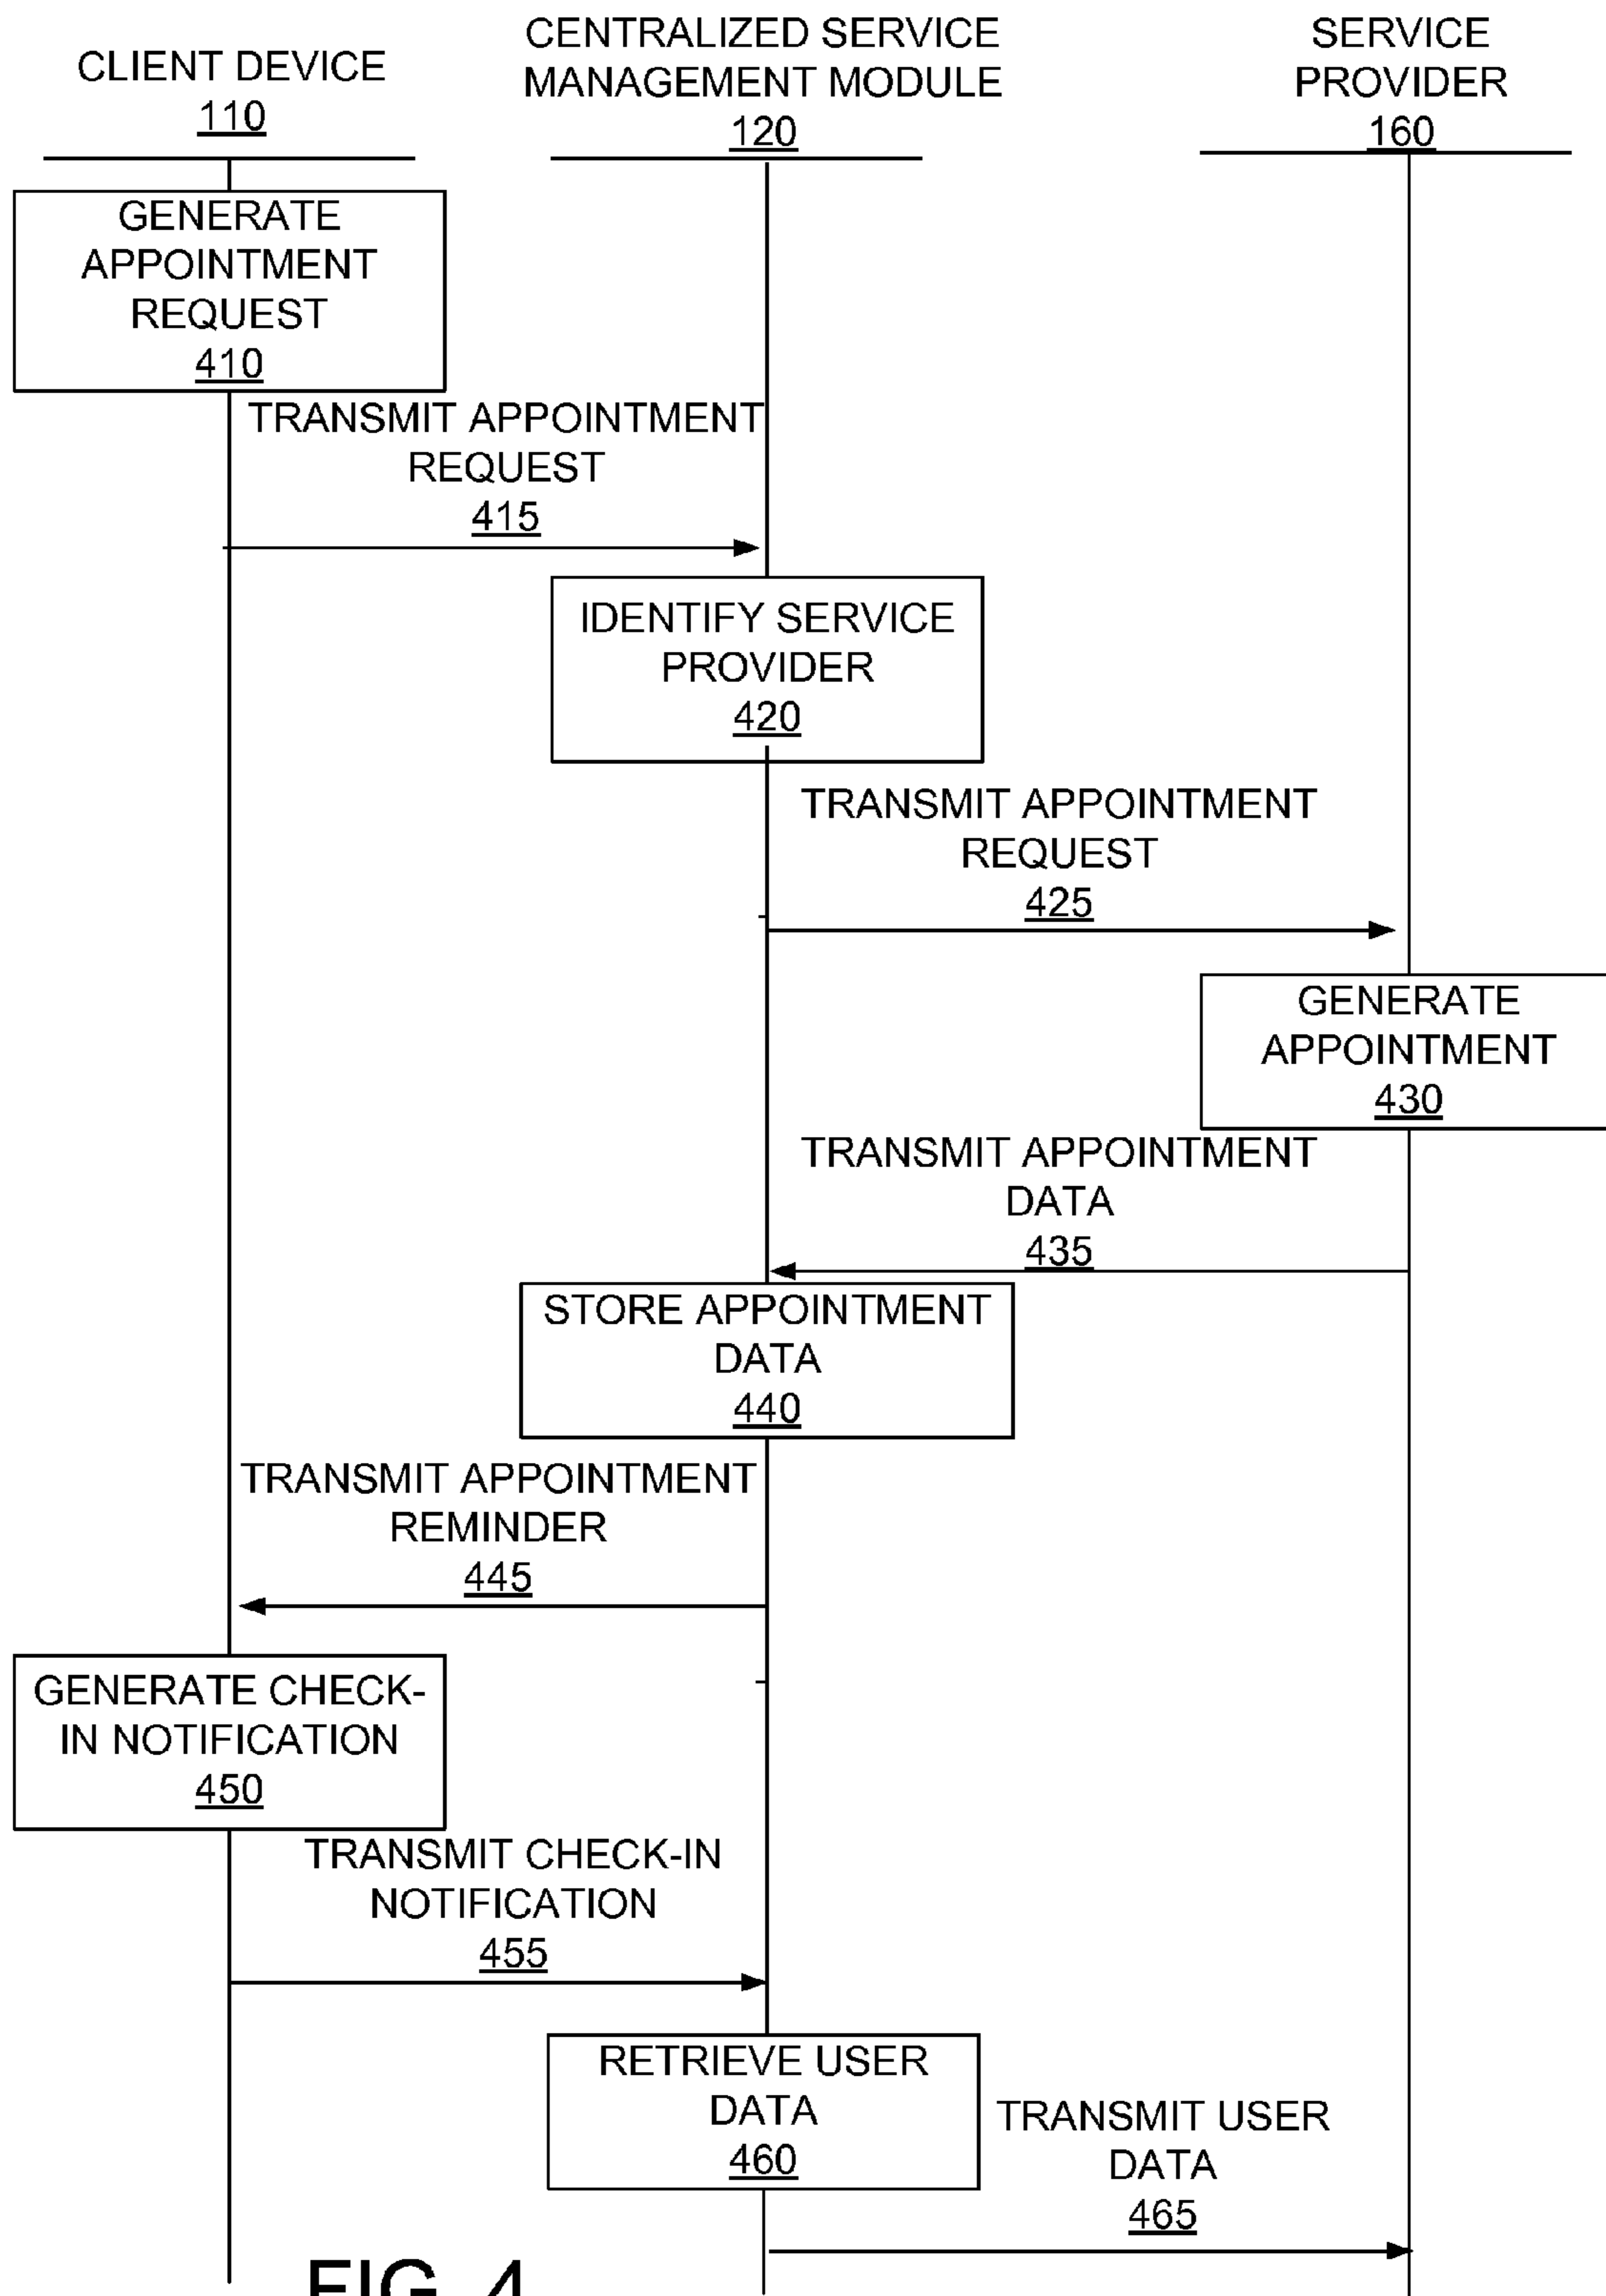 CLIENT DEVICE
110
CENTRALIZED SERVICE
MANAGEMENT MODULE
120
SERVICE
PROVIDER
160
GENERATE
APPOINTMENT
REQUEST
410
TRANSMIT APPOINTMENT
REQUEST
415
IDENTIFY SERVICE
PROVIDER
420
TRANSMIT APPOINTMENT
REQUEST
425
GENERATE
APPOINTMENT
430
TRANSMIT APPOINTMENT
DATA
435
STORE APPOINTMENT
DATA
440
TRANSMIT APPOINTMENT
REMINDER
445
GENERATE CHECK-
IN NOTIFICATION
450
TRANSMIT CHECK-IN
NOTIFICATION
455
RETRIEVE USER
DATA
460
TRANSMIT USER
DATA
465
FIG. 4